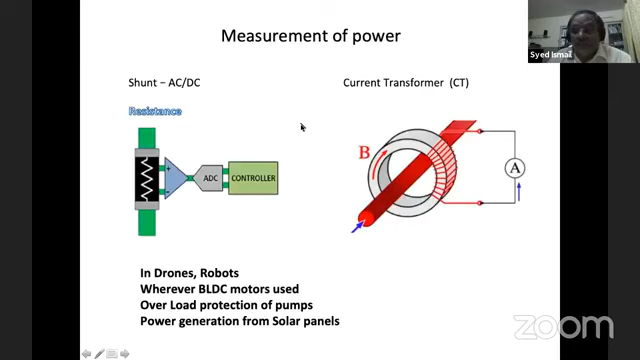 Measurement of power
Syed Ismail
Shunt – AC/DC
Current Transformer (CT)
Resistance
+
-
ADC
CONTROLLER
B
A
In Drones, Robots
Wherever BLDC motors used
Over Load protection of pumps
Power generation from Solar panels
zoom